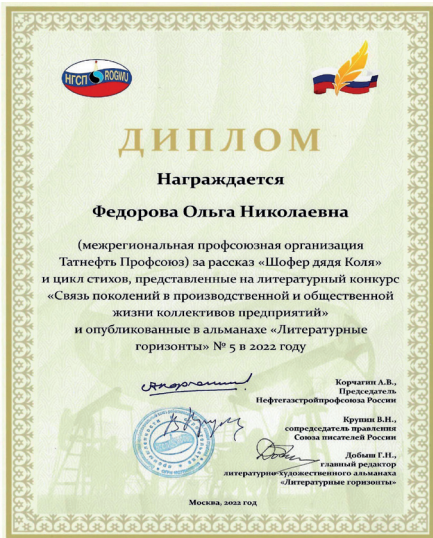 НГСП ROGWU
ДИПЛОМ
Награждается
Федорова Ольга Николаевна
(межрегиональная профсоюзная организация
Татнефть Профсоюз) за рассказ «Шофер дядя Коля»
и цикл стихов, представленные на литературный конкурс
«Связь поколений в производственной и общественной
жизни коллективов предприятий»
и опубликованные в альманахе «Литературные
горизонты» № 5 в 2022 году
Корчагин А.В.,
Председатель
Нефтегазстройпрофсоюза России
Крупин В.Н.,
сопредседатель правления
Союза писателей России
Добыш Г.Н.,
главный редактор
литературно-художественного альманаха
«Литературные горизонты»
Москва, 2022 год